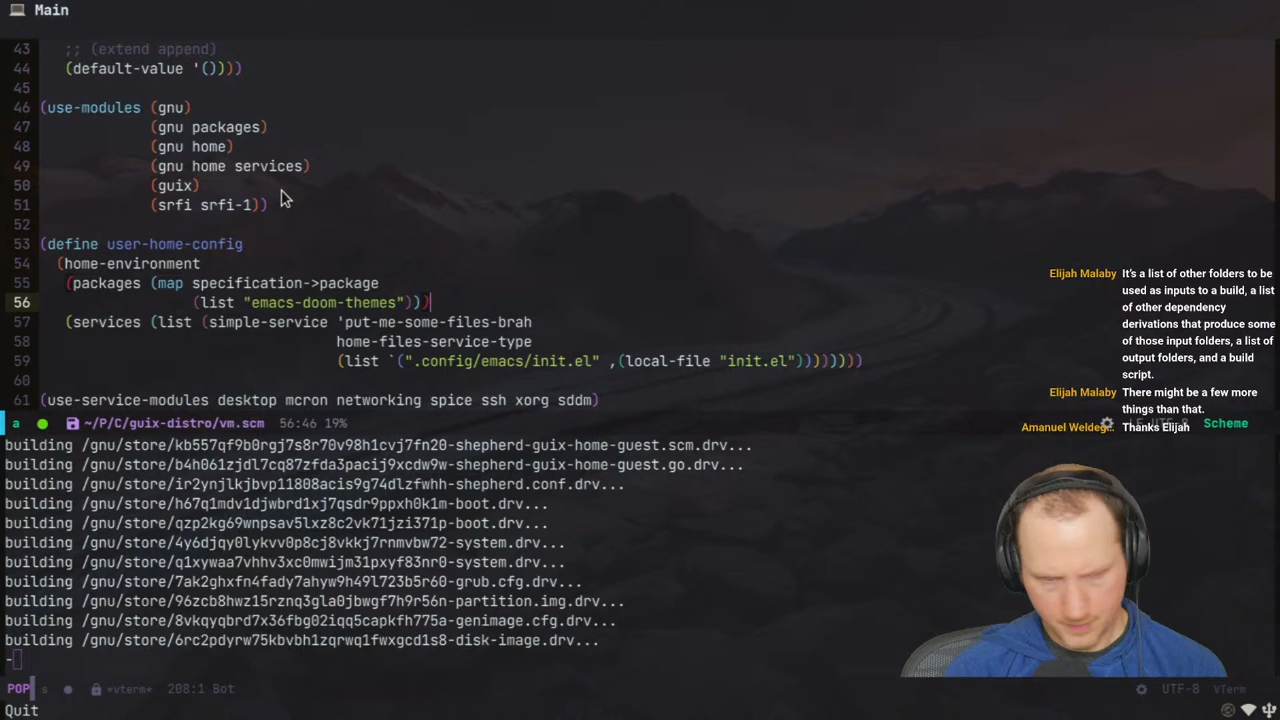 Main
43 ;; (extend append)
44 (default-value '())))
45
46 (use-modules (gnu)
47 (gnu packages)
48 (gnu home)
49 (gnu home services)
50 (guix)
51 (srfi srfi-1))
52
53 (define user-home-config
54 (home-environment
55 (packages (map specification->package
56 (list "emacs-doom-themes")))
57 (services (list (simple-service 'put-me-some-files-brah
58 home-files-service-type
59 (list `(".config/emacs/init.el" ,(local-file "init.el"))))))))
60
61 (use-service-modules desktop mcron networking spice ssh xorg sddm)
a ~/P/C/guix-distro/vm.scm 56:46 19% LF UTF-8 Scheme
building /gnu/store/kb557qf9b0rgj7s8r70v98h1cvj7fn20-shepherd-guix-home-guest.scm.drv...
building /gnu/store/b4h061zjdl7cq87zfda3pacij9xcdw9w-shepherd-guix-home-guest.go.drv...
building /gnu/store/ir2ynjlkjbvp11808acis9g74dlzfwhh-shepherd.conf.drv...
building /gnu/store/h67q1mdv1djwbrd1xj7qsdr9ppxh0k1m-boot.drv...
building /gnu/store/qzp2kg69wnpsav5lxz8c2vk71jzi371p-boot.drv...
building /gnu/store/4y6djqy0lykvv0p8cj8vkkj7rnmvbw72-system.drv...
building /gnu/store/q1xywaa7vhhv3xc0mwijm31pxyf83nr0-system.drv...
building /gnu/store/7ak2ghxfn4fady7ahyw9h49l723b5r60-grub.cfg.drv...
building /gnu/store/96zcb8hwz15rznq3gla0jbwgf7h9r56n-partition.img.drv...
building /gnu/store/8vkqyqbrd7x36fbg02iqq5capkfh775a-genimage.cfg.drv...
building /gnu/store/6rc2pdyrw75kbvbh1zqrwq1fwxgcd1s8-disk-image.drv...
-
POP s *vterm* 208:1 Bot UTF-8 VTerm
Quit
Elijah Malaby It's a list of other folders to be
used as inputs to a build, a list
of other dependency
derivations that produce some
of those input folders, a list of
output folders, and a build
script.
Elijah Malaby There might be a few more
things than that.
Amanuel Weldeg... Thanks Elijah